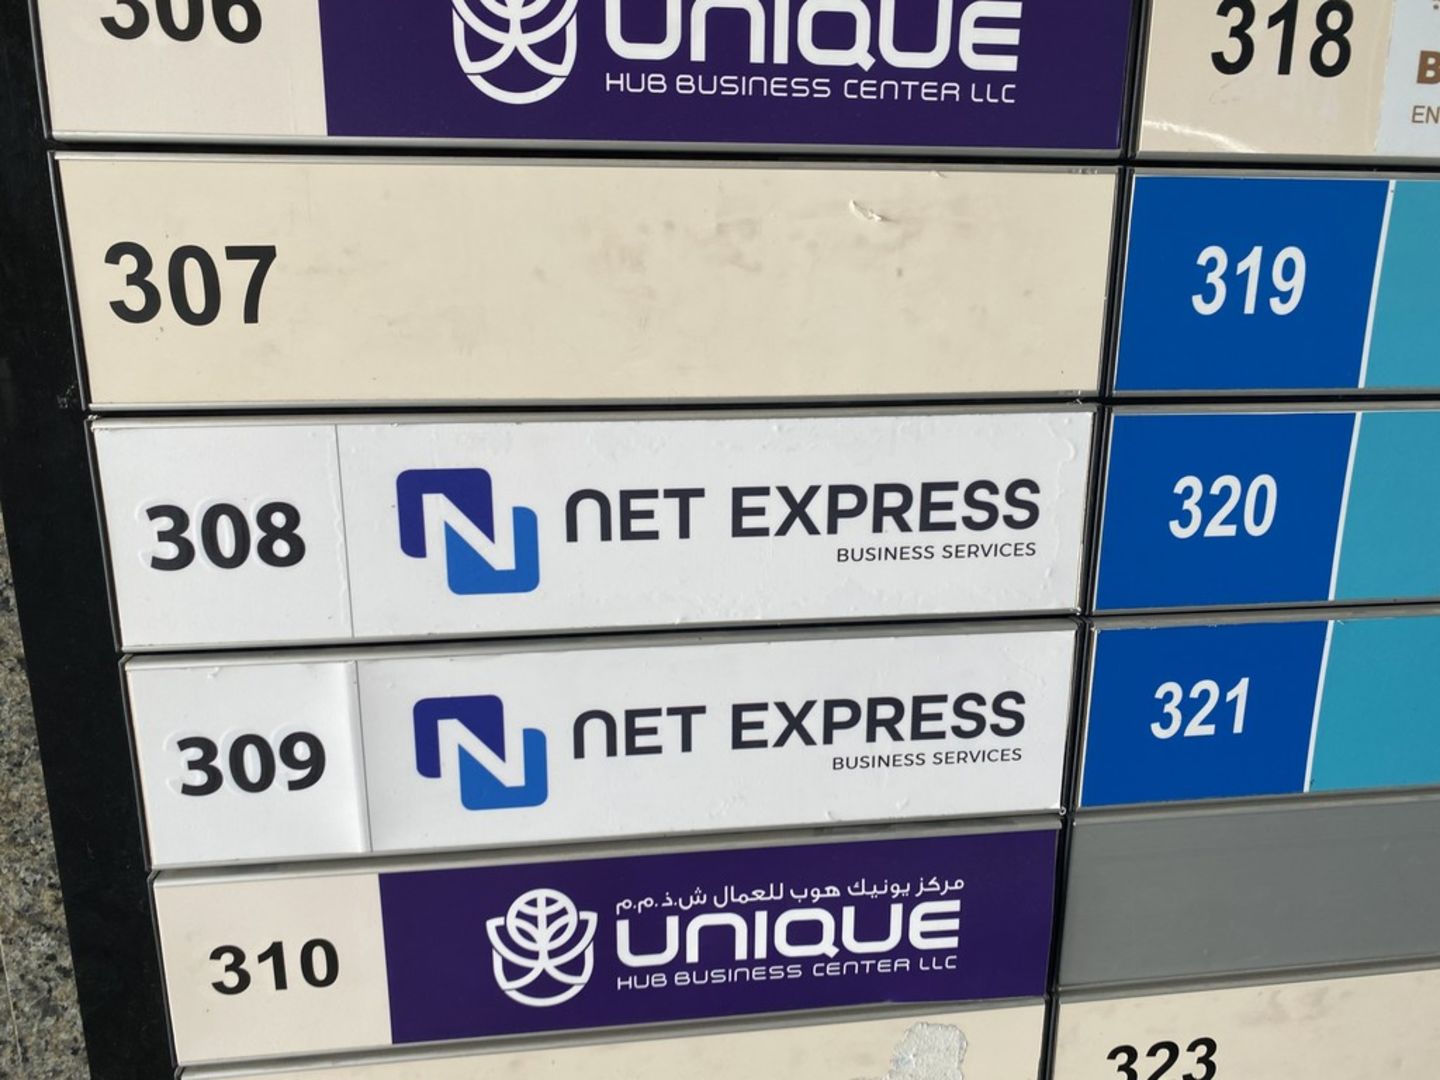 306
UNIQUE
HUB BUSINESS CENTER LLC
307
308
NET EXPRESS
BUSINESS SERVICES
309
NET EXPRESS
BUSINESS SERVICES
310
مركز يونيك هوب للعمال ش.ذ.م.م
UNIQUE
HUB BUSINESS CENTER LLC
318
319
320
321
323